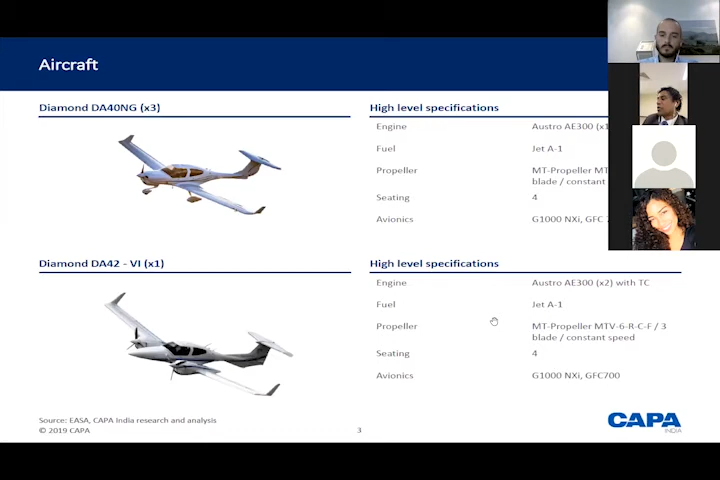 Aircraft
Diamond DA40NG (x3)
High level specifications
Engine Austro AE300 (x1
Fuel Jet A-1
Propeller MT-Propeller MT
blade / constant
Seating 4
Avionics G1000 NXi, GFC
Diamond DA42 - VI (x1)
High level specifications
Engine Austro AE300 (x2) with TC
Fuel Jet A-1
Propeller MT-Propeller MTV-6-R-C-F / 3
blade / constant speed
Seating 4
Avionics G1000 NXi, GFC700
Source: EASA, CAPA India research and analysis
© 2019 CAPA
3
CAPA
INDIA